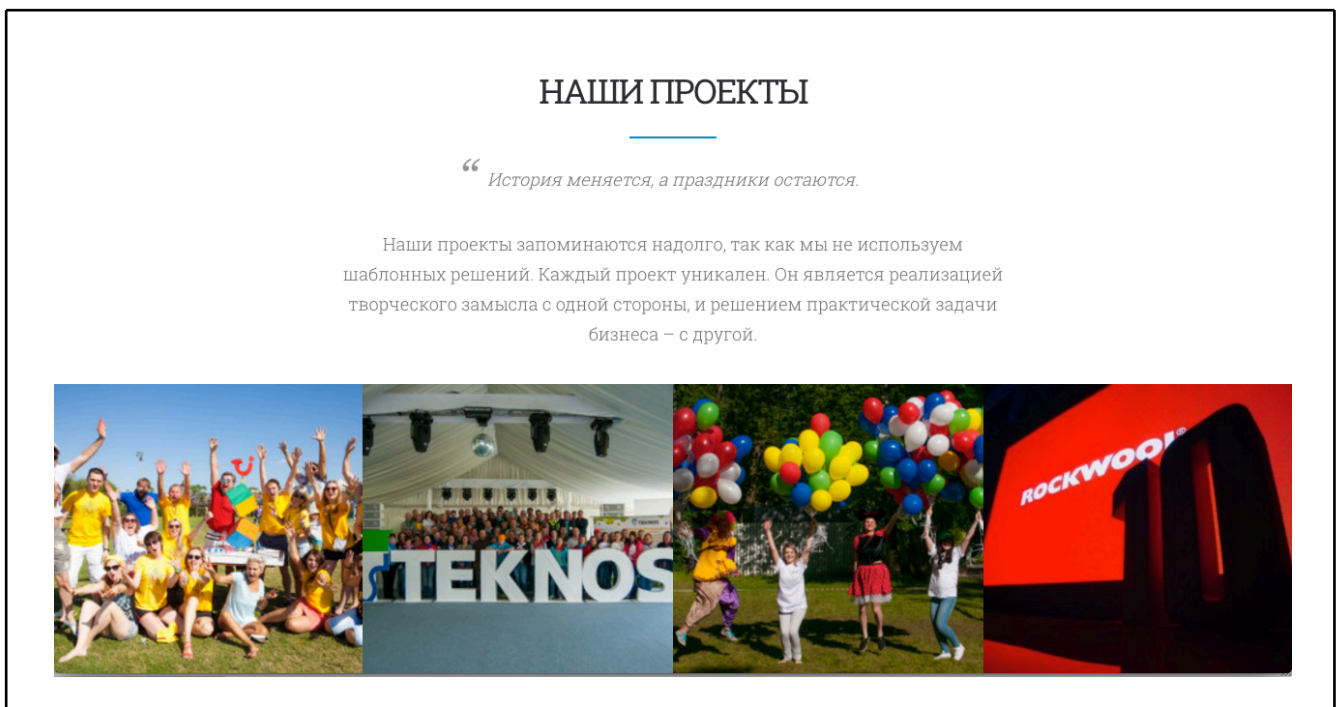 НАШИ ПРОЕКТЫ
“ История меняется, а праздники остаются.
Наши проекты запоминаются надолго, так как мы не используем
шаблонных решений. Каждый проект уникален. Он является реализацией
творческого замысла с одной стороны, и решением практической задачи
бизнеса – с другой.
TEKNOS
TEKNOS
ROCKWOOL®
10